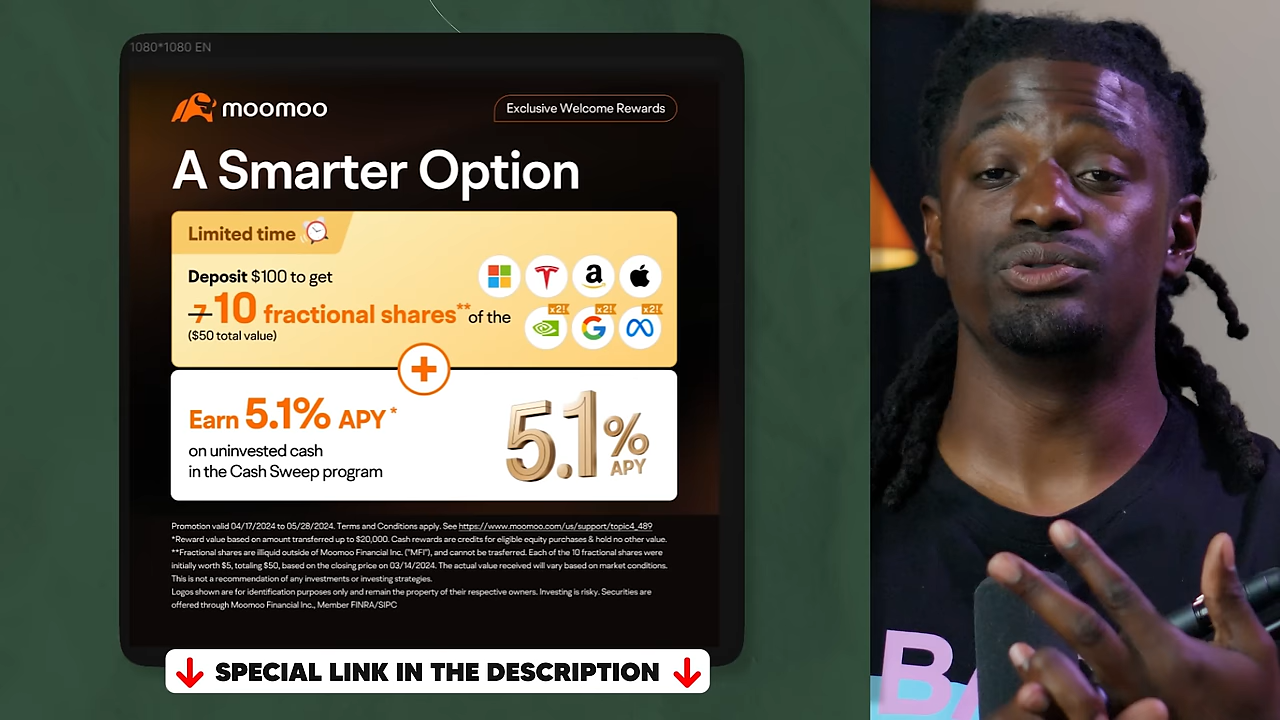 1080*1080 EN
moomoo
Exclusive Welcome Rewards
A Smarter Option
Limited time
Deposit $100 to get
7 10 fractional shares** of the
($50 total value)
x2!
x2!
x2!
Earn 5.1% APY*
on uninvested cash
in the Cash Sweep program
5.1% APY
Promotion valid 04/17/2024 to 05/28/2024. Terms and Conditions apply. See https://www.moomoo.com/us/support/topic4_489
*Reward value based on amount transferred up to $20,000. Cash rewards are credits for eligible equity purchases & hold no other value.
**Fractional shares are illiquid outside of Moomoo Financial Inc. ("MFI"), and cannot be trasferred. Each of the 10 fractional shares were
initially worth $5, totaling $50, based on the closing price on 03/14/2024. The actual value received will vary based on market conditions.
This is not a recommendation of any investments or investing strategies.
Logos shown are for identification purposes only and remain the property of their respective owners. Investing is risky. Securities are
offered through Moomoo Financial Inc., Member FINRA/SIPC
SPECIAL LINK IN THE DESCRIPTION